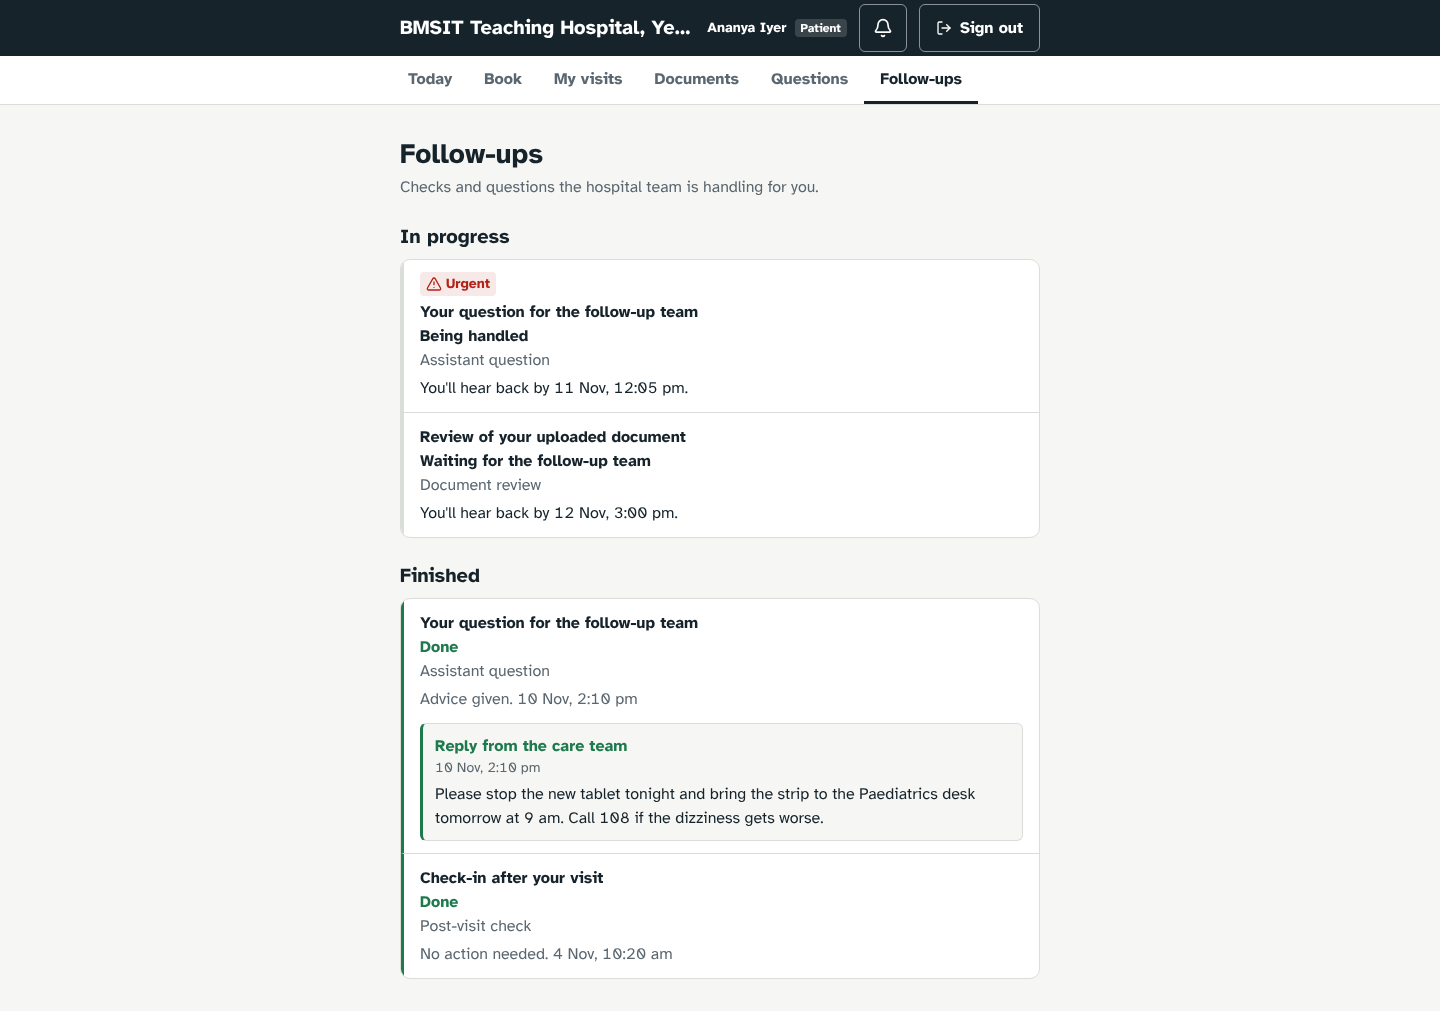 BMSIT Teaching Hospital, Ye...
Ananya Iyer
Patient
Sign out
Today
Book
My visits
Documents
Questions
Follow-ups
Follow-ups
Checks and questions the hospital team is handling for you.
In progress
Urgent
Your question for the follow-up team
Being handled
Assistant question
You'll hear back by 11 Nov, 12:05 pm.
Review of your uploaded document
Waiting for the follow-up team
Document review
You'll hear back by 12 Nov, 3:00 pm.
Finished
Your question for the follow-up team
Done
Assistant question
Advice given. 10 Nov, 2:10 pm
Reply from the care team
10 Nov, 2:10 pm
Please stop the new tablet tonight and bring the strip to the Paediatrics desk
tomorrow at 9 am. Call 108 if the dizziness gets worse.
Check-in after your visit
Done
Post-visit check
No action needed. 4 Nov, 10:20 am